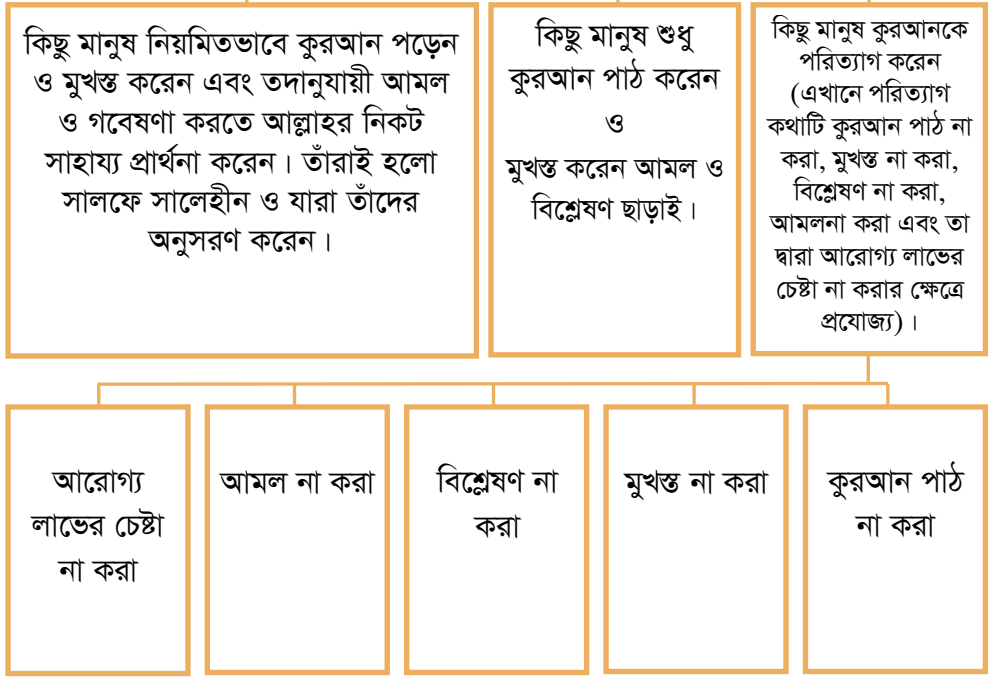 কিছু মানুষ নিয়মিতভাবে কুরআন পড়েন
ও মুখস্ত করেন এবং তদানুযায়ী আমল
ও গবেষণা করতে আল্লাহর নিকট
সাহায্য প্রার্থনা করেন। তাঁরাই হলো
সালফে সালেহীন ও যারা তাঁদের
অনুসরণ করেন।
কিছু মানুষ শুধু
কুরআন পাঠ করেন
ও
মুখস্ত করেন আমল ও
বিশ্লেষণ ছাড়াই।
কিছু মানুষ কুরআনকে
পরিত্যাগ করেন
(এখানে পরিত্যাগ
কথাটি কুরআন পাঠ না
করা, মুখস্ত না করা,
বিশ্লেষণ না করা,
আমলনা করা এবং তা
দ্বারা আরোগ্য লাভের
চেষ্টা না করার ক্ষেত্রে
প্রযোজ্য)।
আরোগ্য
লাভের চেষ্টা
না করা
আমল না করা
বিশ্লেষণ না
করা
মুখস্ত না করা
কুরআন পাঠ
না করা